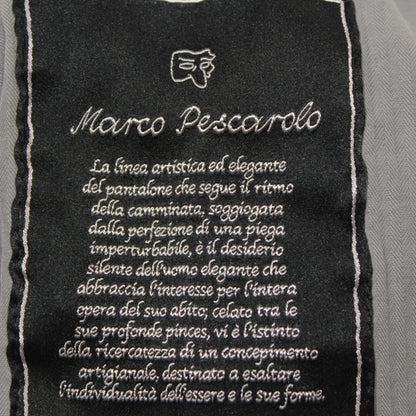 Marco Pescarolo
La linea artistica ed elegante
del pantalone che segue il ritmo
della camminata, soggiogata
dalla perfezione di una piega
imperturbabile, è il desiderio
silente dell'uomo elegante che
abbraccia l'interesse per l'intera
opera del suo abito; celato tra le
sue profonde pinces, vi è l'istinto
della ricercatezza di un concepimento
artigianale, destinato a esaltare
l'individualità dell'essere e le sue forme.